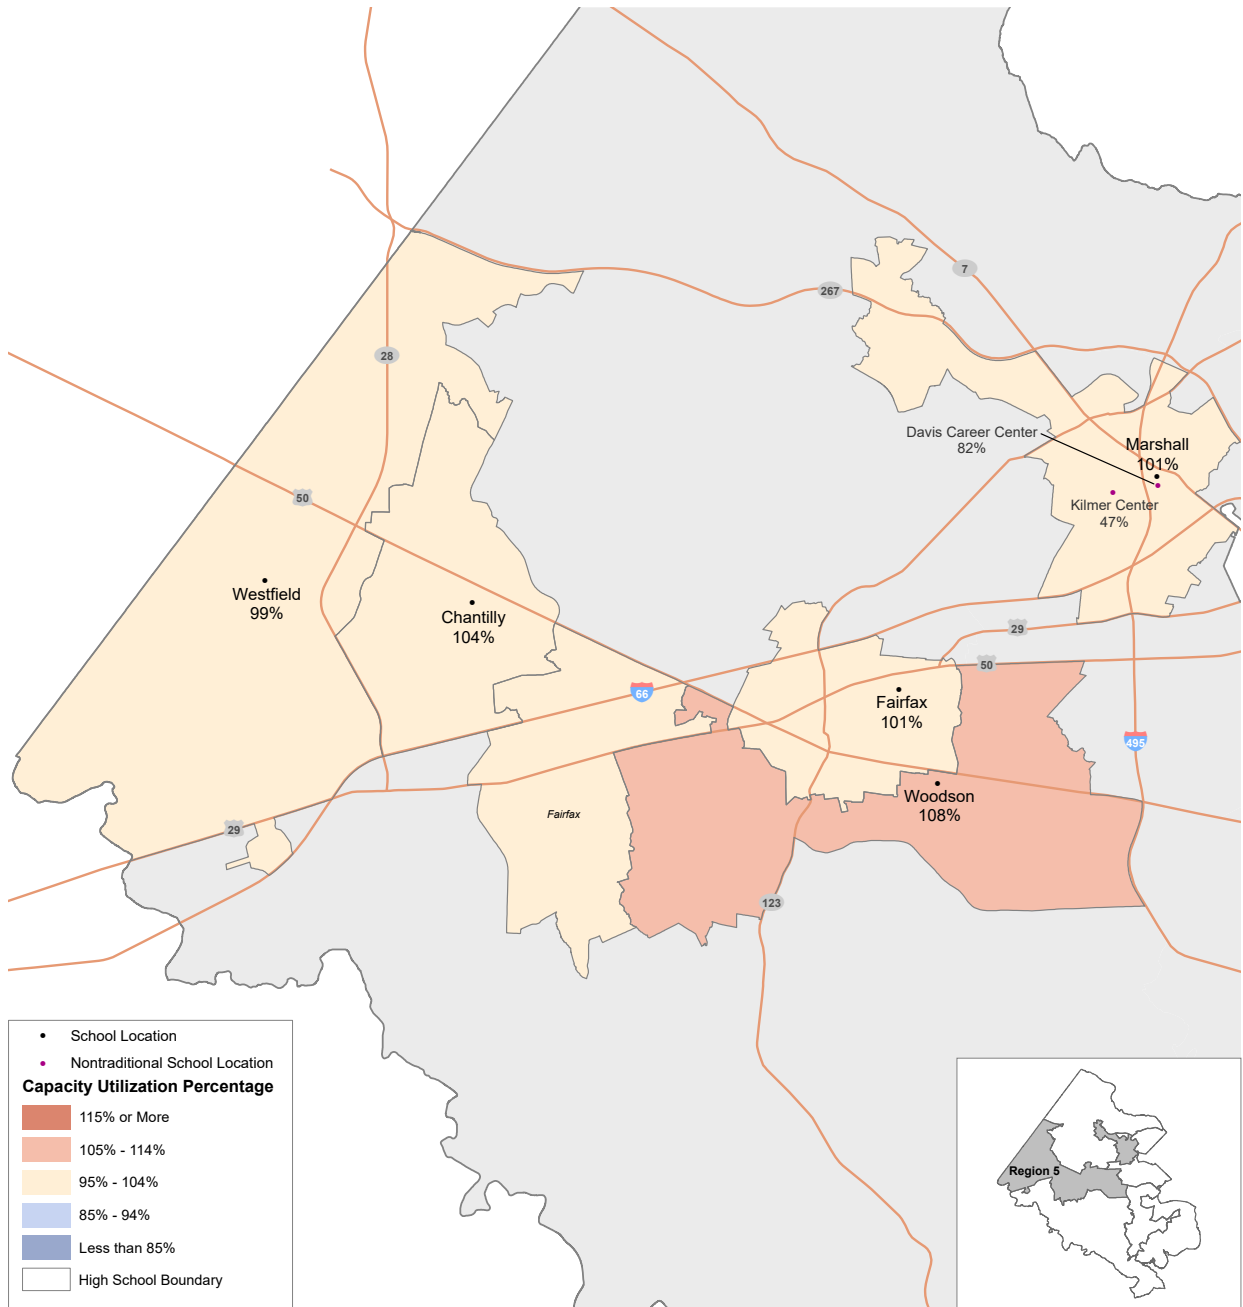 7
267
28
Davis Career Center
82%
Marshall
101%
50
Kilmer Center
47%
Westfield
99%
Chantilly
104%
29
50
66
Fairfax
101%
495
Woodson
108%
Fairfax
29
123
School Location
Nontraditional School Location
Capacity Utilization Percentage
115% or More
105% - 114%
95% - 104%
85% - 94%
Less than 85%
High School Boundary
Region 5